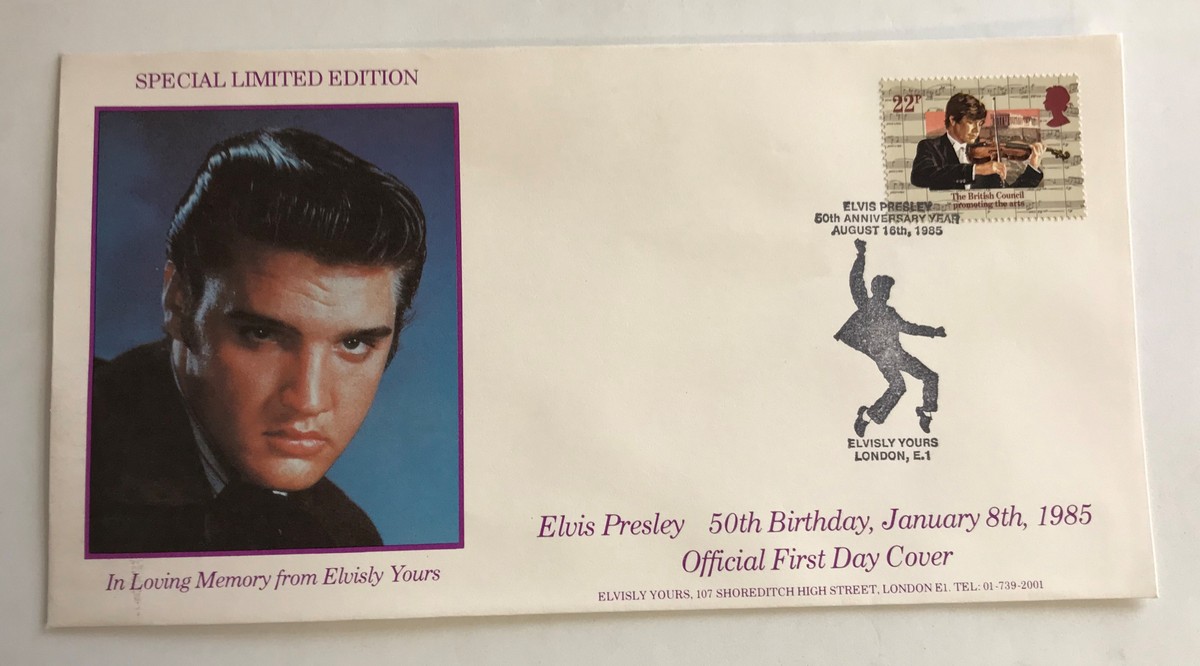 SPECIAL LIMITED EDITION
22P
The British Council
promoting the arts
ELVIS PRESLEY
50th ANNIVERSARY YEAR
AUGUST 16th, 1985
ELVISLY YOURS
LONDON, E.1
Elvis Presley 50th Birthday, January 8th, 1985
Official First Day Cover
In Loving Memory from Elvisly Yours
ELVISLY YOURS, 107 SHOREDITCH HIGH STREET, LONDON E1. TEL: 01-739-2001